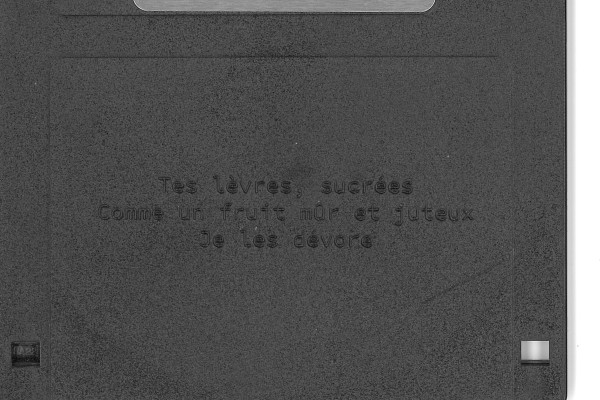 Tes lèvres, sucrées
Comme un fruit mûr et juteux
Je les dévore